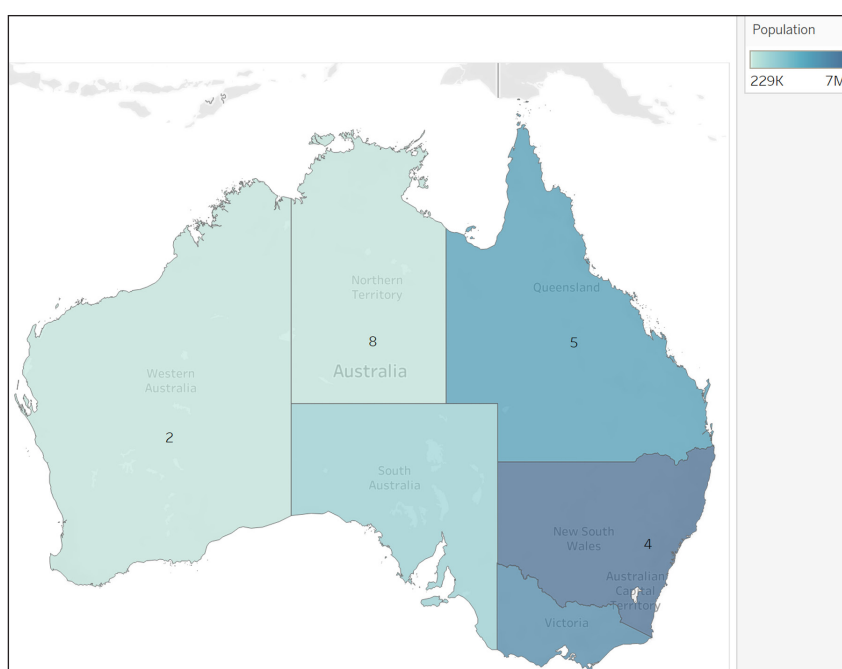 Population
229K 7M
Northern
Territory
Queensland
8
5
Australia
Western
Australia
2
South
Australia
New South
Wales
4
Australian
Capital
Territory
Victoria